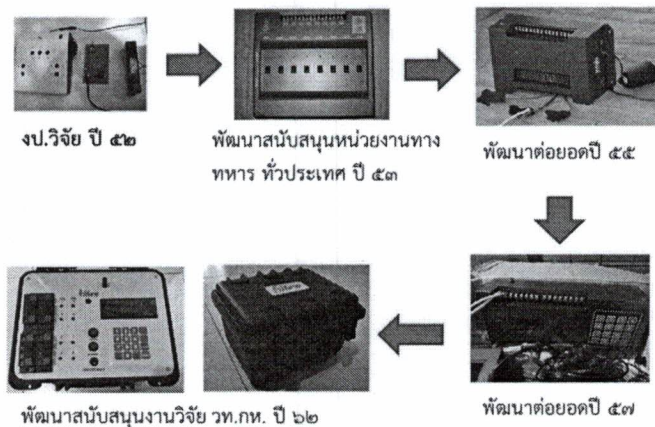 งป.วิจัย ปี ๕๒
พัฒนาสนับสนุนหน่วยงานทาง
ทหาร ทั่วประเทศ ปี ๕๓
พัฒนาต่อยอดปี ๕๕
พัฒนาต่อยอดปี ๕๗
พัฒนาสนับสนุนงานวิจัย วท.กห. ปี ๖๒